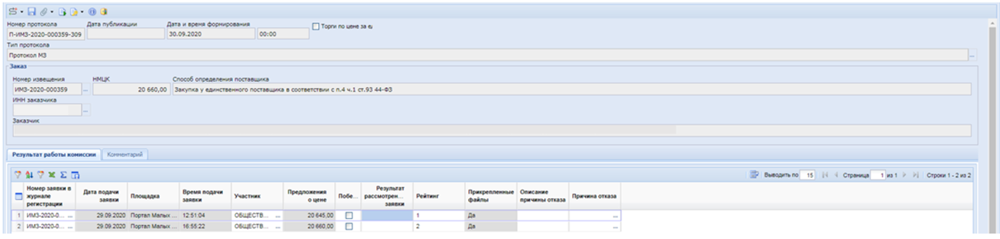 Номер протокола Дата публикации Дата и время формирования Торги по цене за е
П-ИМЗ-2020-000359-309 30.09.2020 00:00
Тип протокола
Протокол МЗ ...
Заказ
Номер извещения НМЦК Способ определения поставщика
ИМЗ-2020-000359 ... 20 660,00 Закупка у единственного поставщика в соответствии с п.4 ч.1 ст.93 44-ФЗ
ИНН заказчика
...
Заказчик
Результат работы комиссии Комментарий
Выводить по 15 Страница 1 из 1 Строки 1 - 2 из 2
Номер заявки в журнале регистрации Дата подачи заявки Площадка Время подачи заявки Участник Предложения о цене Побе... Результат рассмотрен... заявки Рейтинг Прикрепленные файлы Описание причины отказа Причина отказа
1 ИМЗ-2020-0... ... 29.09.2020 Портал Малых ... 12:51:04 ОБЩЕСТВ... ... 20 645,00 1 Да ...
2 ИМЗ-2020-0... ... 29.09.2020 Портал Малых ... 16:55:22 ОБЩЕСТВ... ... 20 660,00 2 Да ...